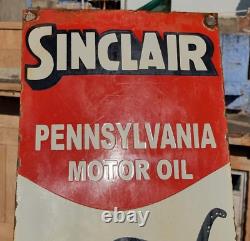 SINCLAIR
PENNSYLVANIA
MOTOR OIL